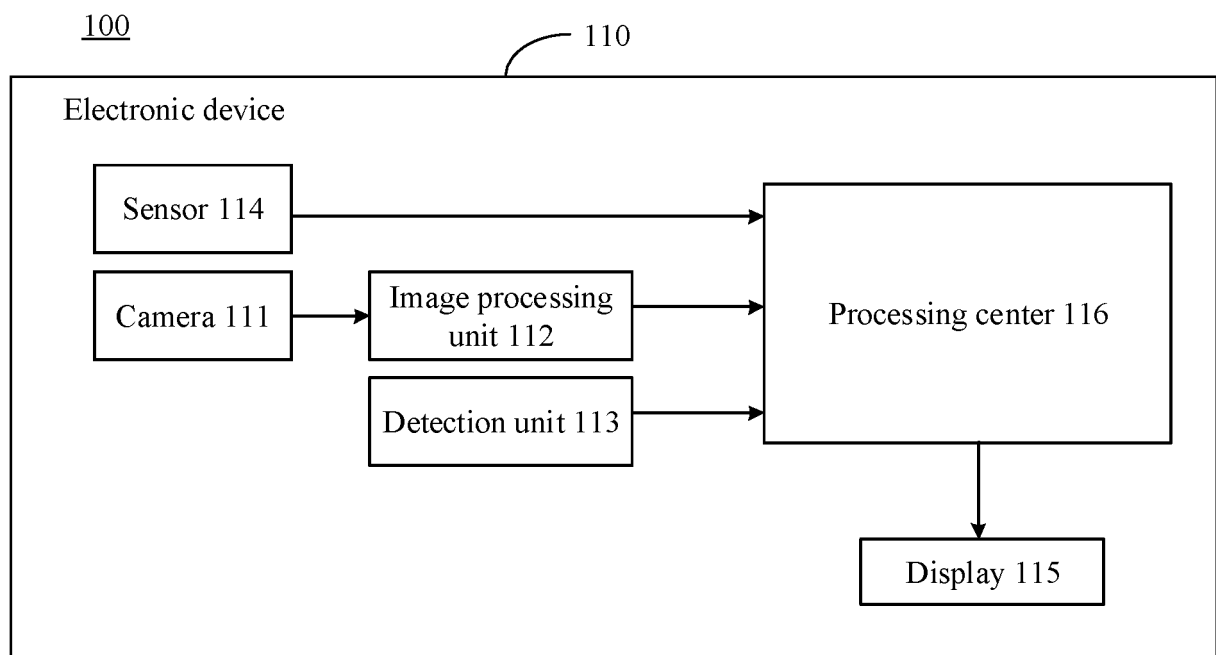 100
110
Electronic device
Sensor 114
Camera 111
Image processing
unit 112
Detection unit 113
Processing center 116
Display 115